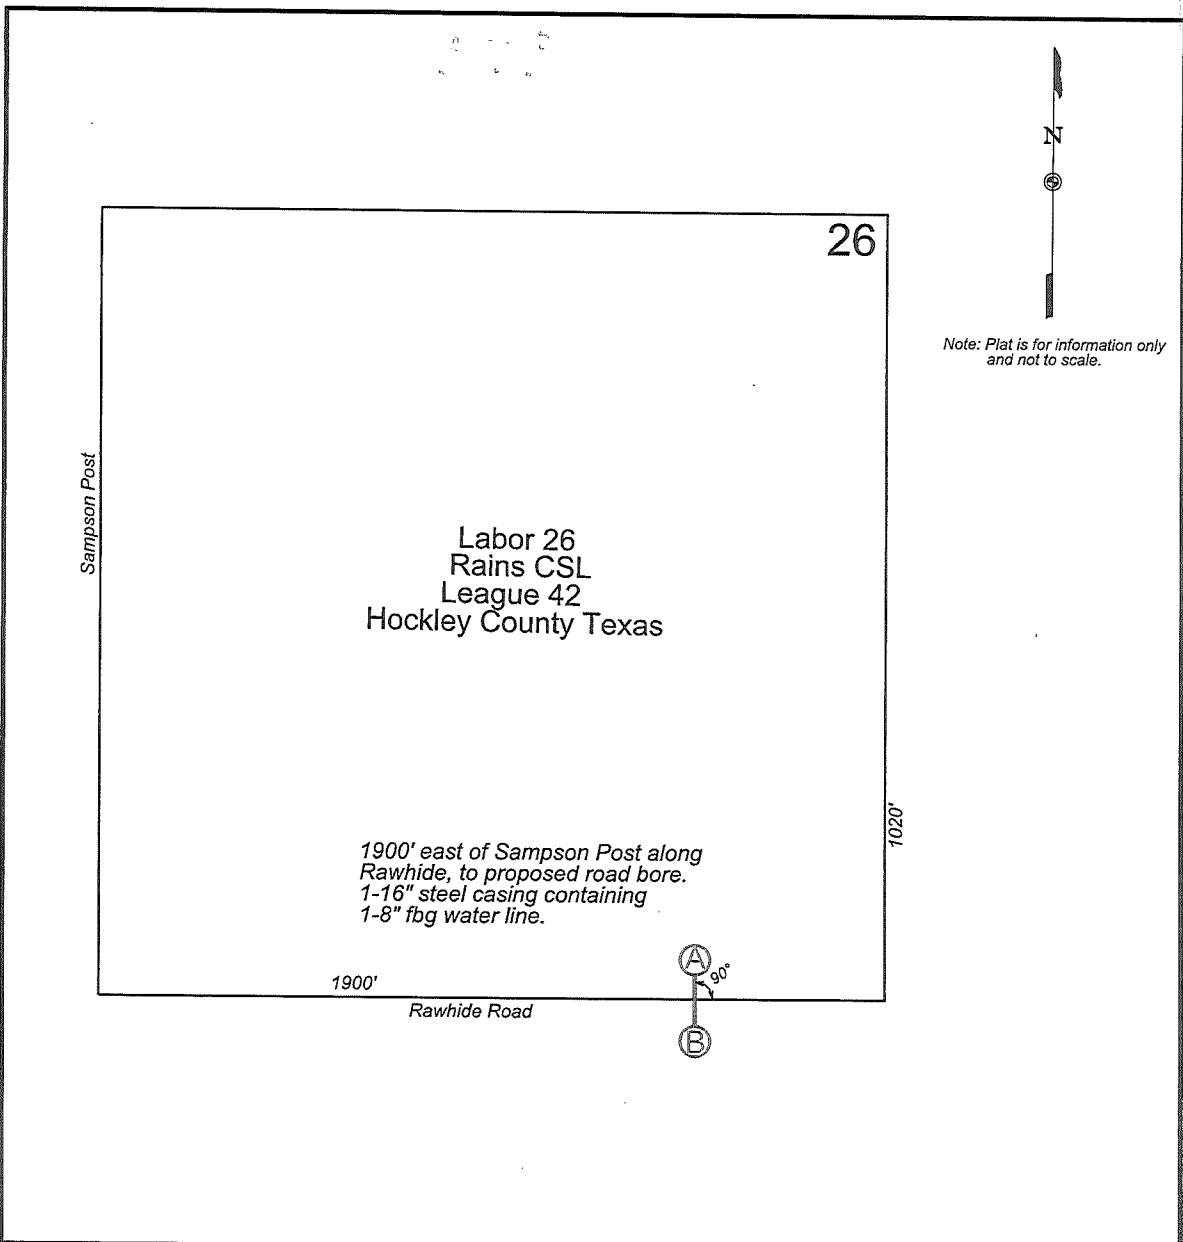 N
26
Note: Plat is for information only
and not to scale.
Sampson Post
Labor 26
Rains CSL
League 42
Hockley County Texas
1020'
1900' east of Sampson Post along
Rawhide, to proposed road bore.
1-16" steel casing containing
1-8" fbg water line.
A
90°
1900'
Rawhide Road
B